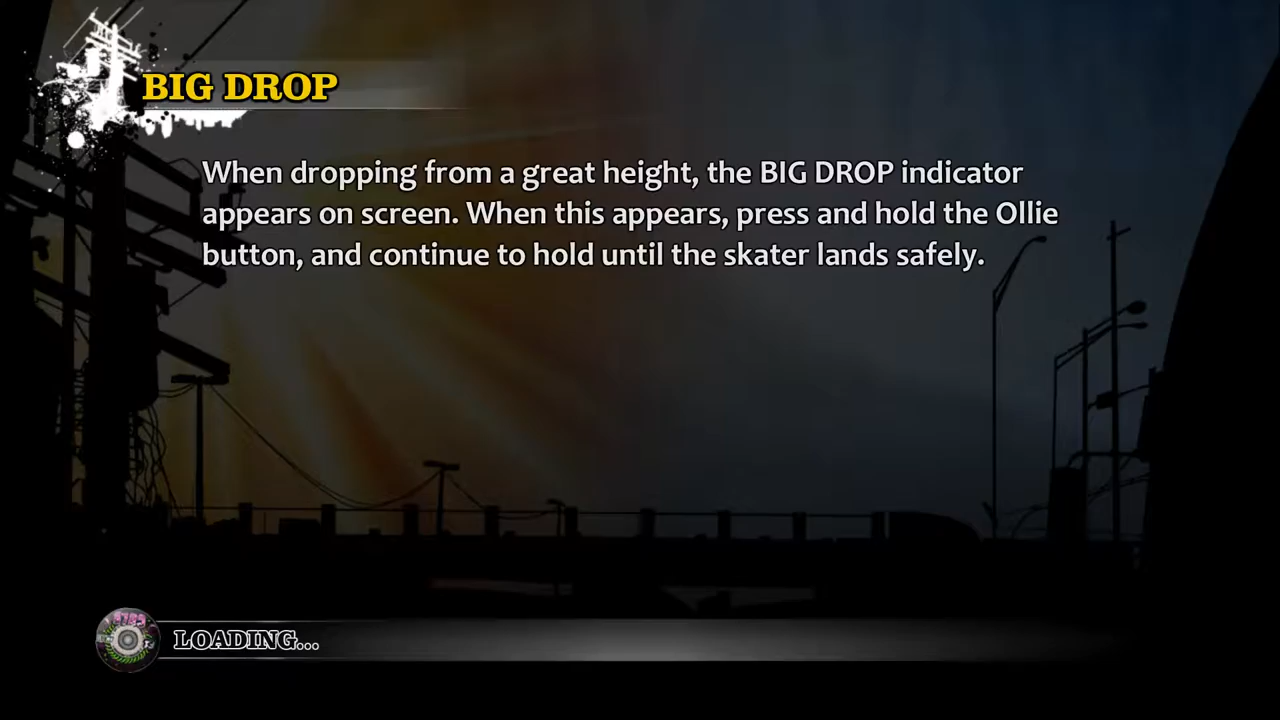 BIG DROP
When dropping from a great height, the BIG DROP indicator
appears on screen. When this appears, press and hold the Ollie
button, and continue to hold until the skater lands safely.
LOADING...